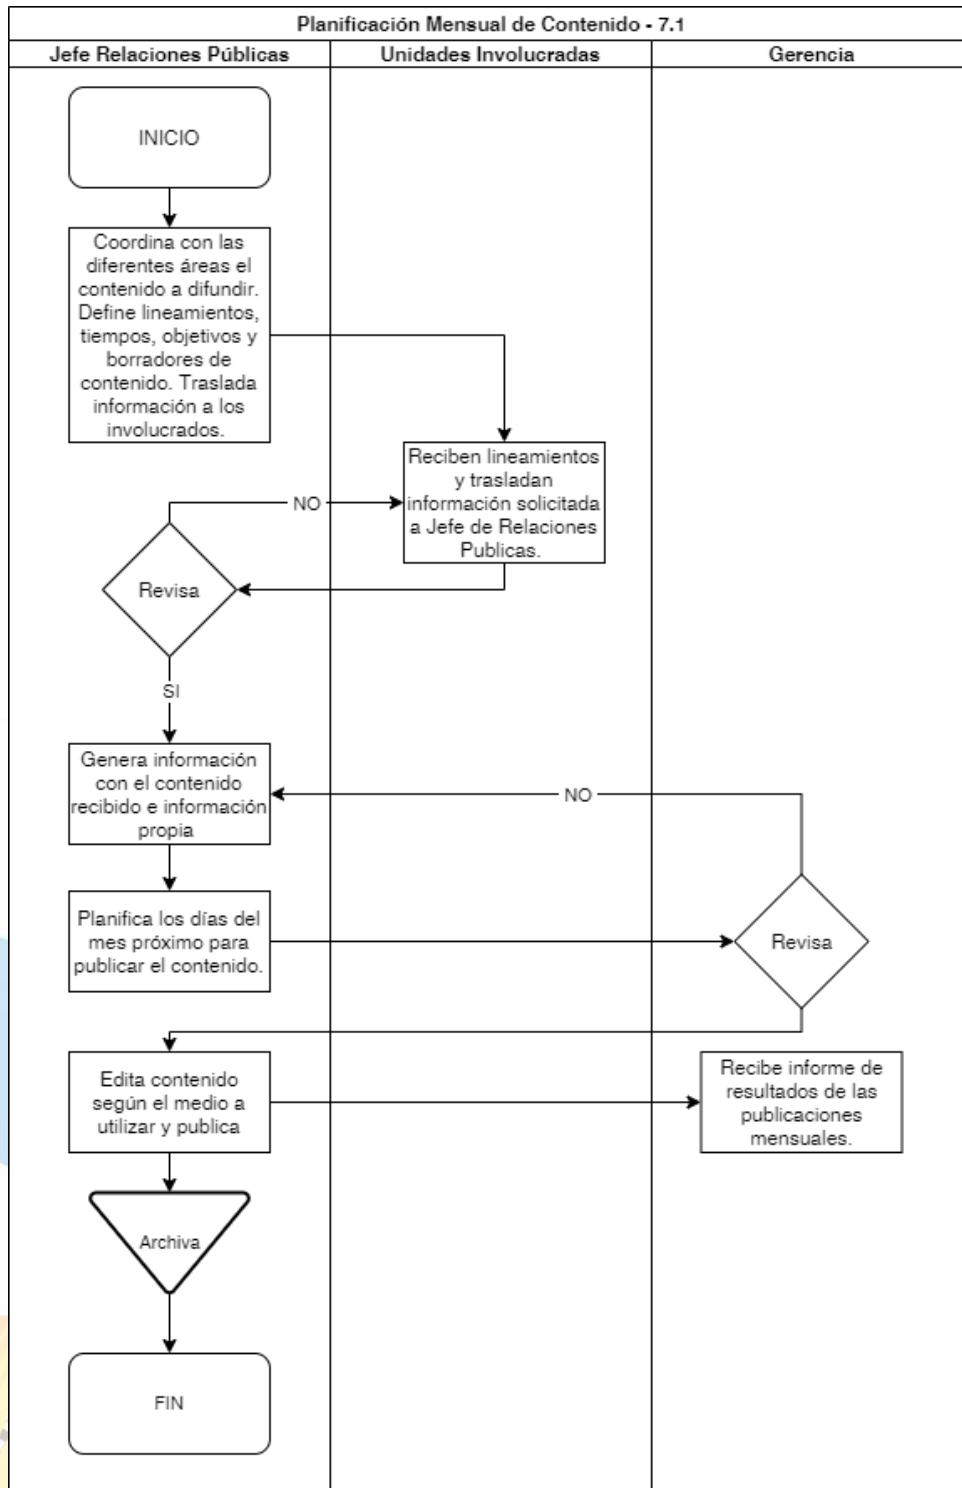 Planificación Mensual de Contenido - 7.1
Jefe Relaciones Públicas
Unidades Involucradas
Gerencia
INICIO
Coordina con las
diferentes áreas el
contenido a difundir.
Define lineamientos,
tiempos, objetivos y
borradores de
contenido. Traslada
información a los
involucrados.
Reciben lineamientos
y trasladan
información solicitada
a Jefe de Relaciones
Publicas.
NO
Revisa
SI
Genera información
con el contenido
recibido e información
propia
NO
Planifica los días del
mes próximo para
publicar el contenido.
Revisa
Edita contenido
según el medio a
utilizar y publica
Recibe informe de
resultados de las
publicaciones
mensuales.
Archiva
FIN